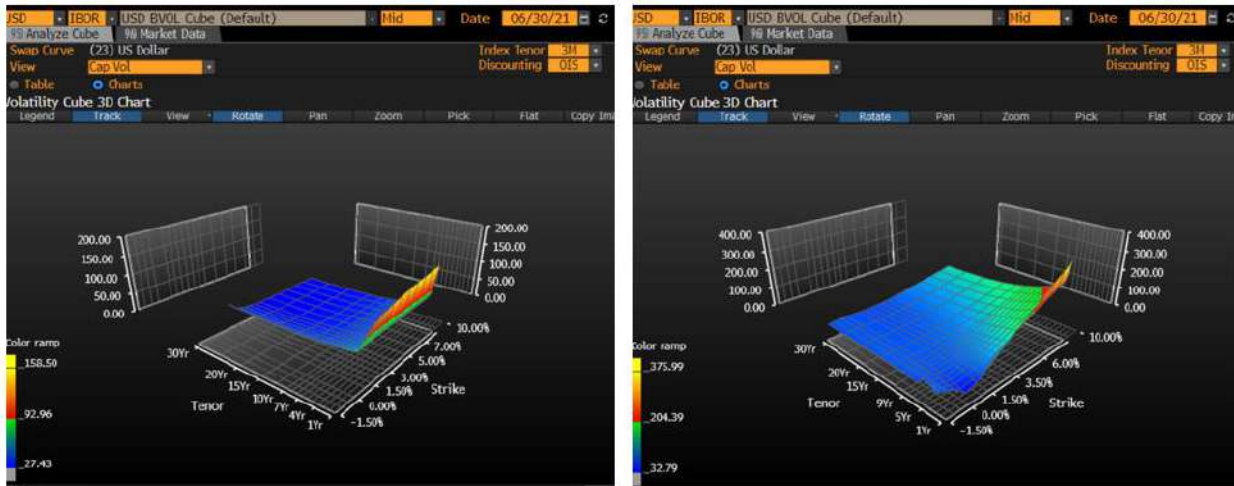 USD IBOR USD BVOL Cube (Default) Mid Date 06/30/21
95) Analyze Cube 96) Market Data
Swap Curve (23) US Dollar Index Tenor 3M
View Cap Vol Discounting OIS
Table Charts
Volatility Cube 3D Chart
Legend Track View Rotate Pan Zoom Pick Flat Copy Ima
200.00
150.00
100.00
50.00
0.00
200.00
150.00
100.00
50.00
0.00
10.00%
7.00%
5.00%
3.00%
1.50%
0.00%
-1.50%
Strike
30Yr
20Yr
15Yr
10Yr
7Yr
4Yr
1Yr
Tenor
Color ramp
158.50
92.96
27.43
USD IBOR USD BVOL Cube (Default) Mid Date 06/30/21
95) Analyze Cube 96) Market Data
Swap Curve (23) US Dollar Index Tenor 3M
View Cap Vol Discounting OIS
Table Charts
Volatility Cube 3D Chart
Legend Track View Rotate Pan Zoom Pick Flat Copy I
400.00
300.00
200.00
100.00
0.00
400.00
300.00
200.00
100.00
0.00
10.00%
6.00%
3.50%
1.50%
0.00%
-1.50%
Strike
30Yr
20Yr
15Yr
9Yr
5Yr
1Yr
Tenor
Color ramp
375.99
204.39
32.79